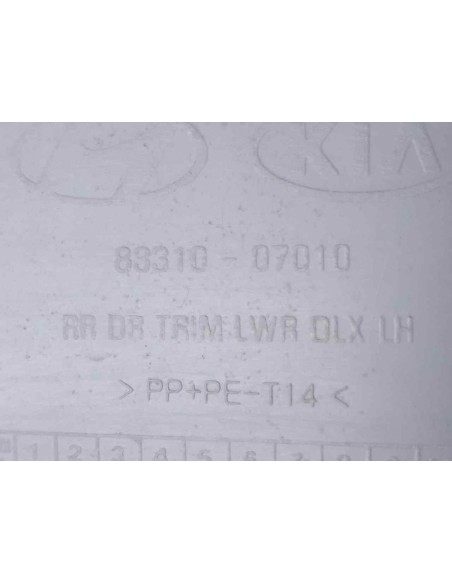 KIA
83310-07010
RR DR TRIM LWR DLX LH
>PP+PE-T14<
1 2 3 4 5 6 7 8